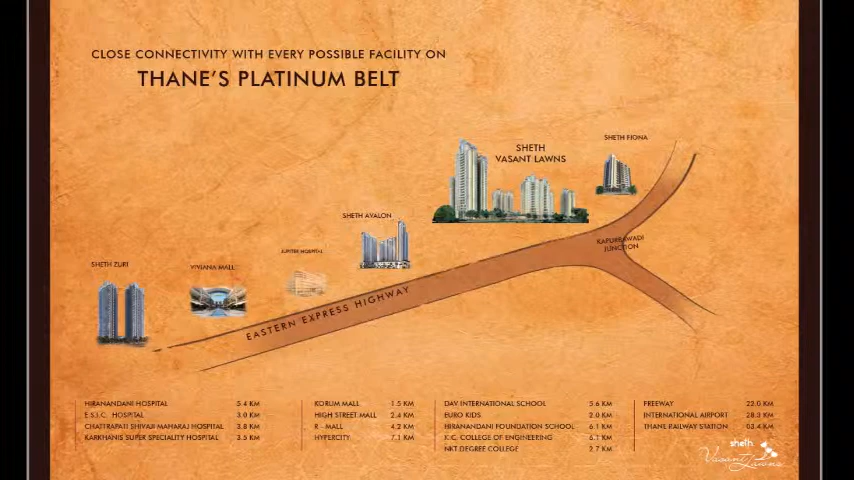 CLOSE CONNECTIVITY WITH EVERY POSSIBLE FACILITY ON
THANE'S PLATINUM BELT
SHETH FIONA
SHETH
VASANT LAWNS
SHETH AVALON
KAPURBAWADI
JUNCTION
JUPITER HOSPITAL
SHETH ZURI
VIVIANA MALL
EASTERN EXPRESS HIGHWAY
HIRANANDANI HOSPITAL 5.4 KM
E.S.I.C. HOSPITAL 3.0 KM
CHATTRAPATI SHIVAJI MAHARAJ HOSPITAL 3.8 KM
KARKHANIS SUPER SPECIALITY HOSPITAL 3.5 KM
KORUM MALL 1.5 KM
HIGH STREET MALL 2.4 KM
R - MALL 4.2 KM
HYPERCITY 7.1 KM
DAV INTERNATIONAL SCHOOL 5.6 KM
EURO KIDS 2.0 KM
HIRANANDANI FOUNDATION SCHOOL 6.1 KM
K.C. COLLEGE OF ENGINEERING 6.1 KM
NKT DEGREE COLLEGE 2.7 KM
FREEWAY 22.0 KM
INTERNATIONAL AIRPORT 28.3 KM
THANE RAILWAY STATION 03.4 KM
sheth
Vasant Lawns